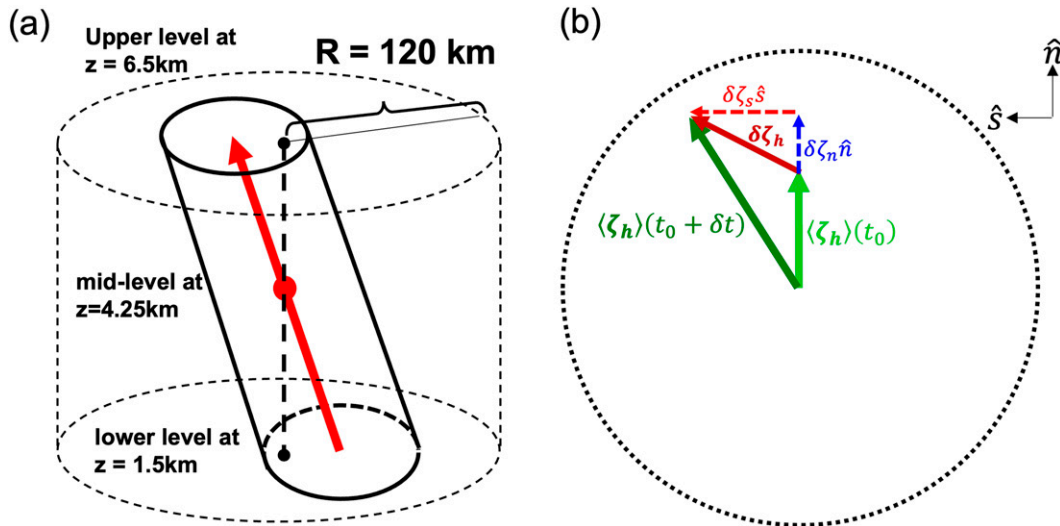 (a)
Upper level at
z = 6.5km
R = 120 km
mid-level at
z=4.25km
lower level at
z = 1.5km
(b)
n̂
ŝ
δζₛŝ
δζₕ
δζₙn̂
⟨ζₕ⟩(t₀ + δt)
⟨ζₕ⟩(t₀)